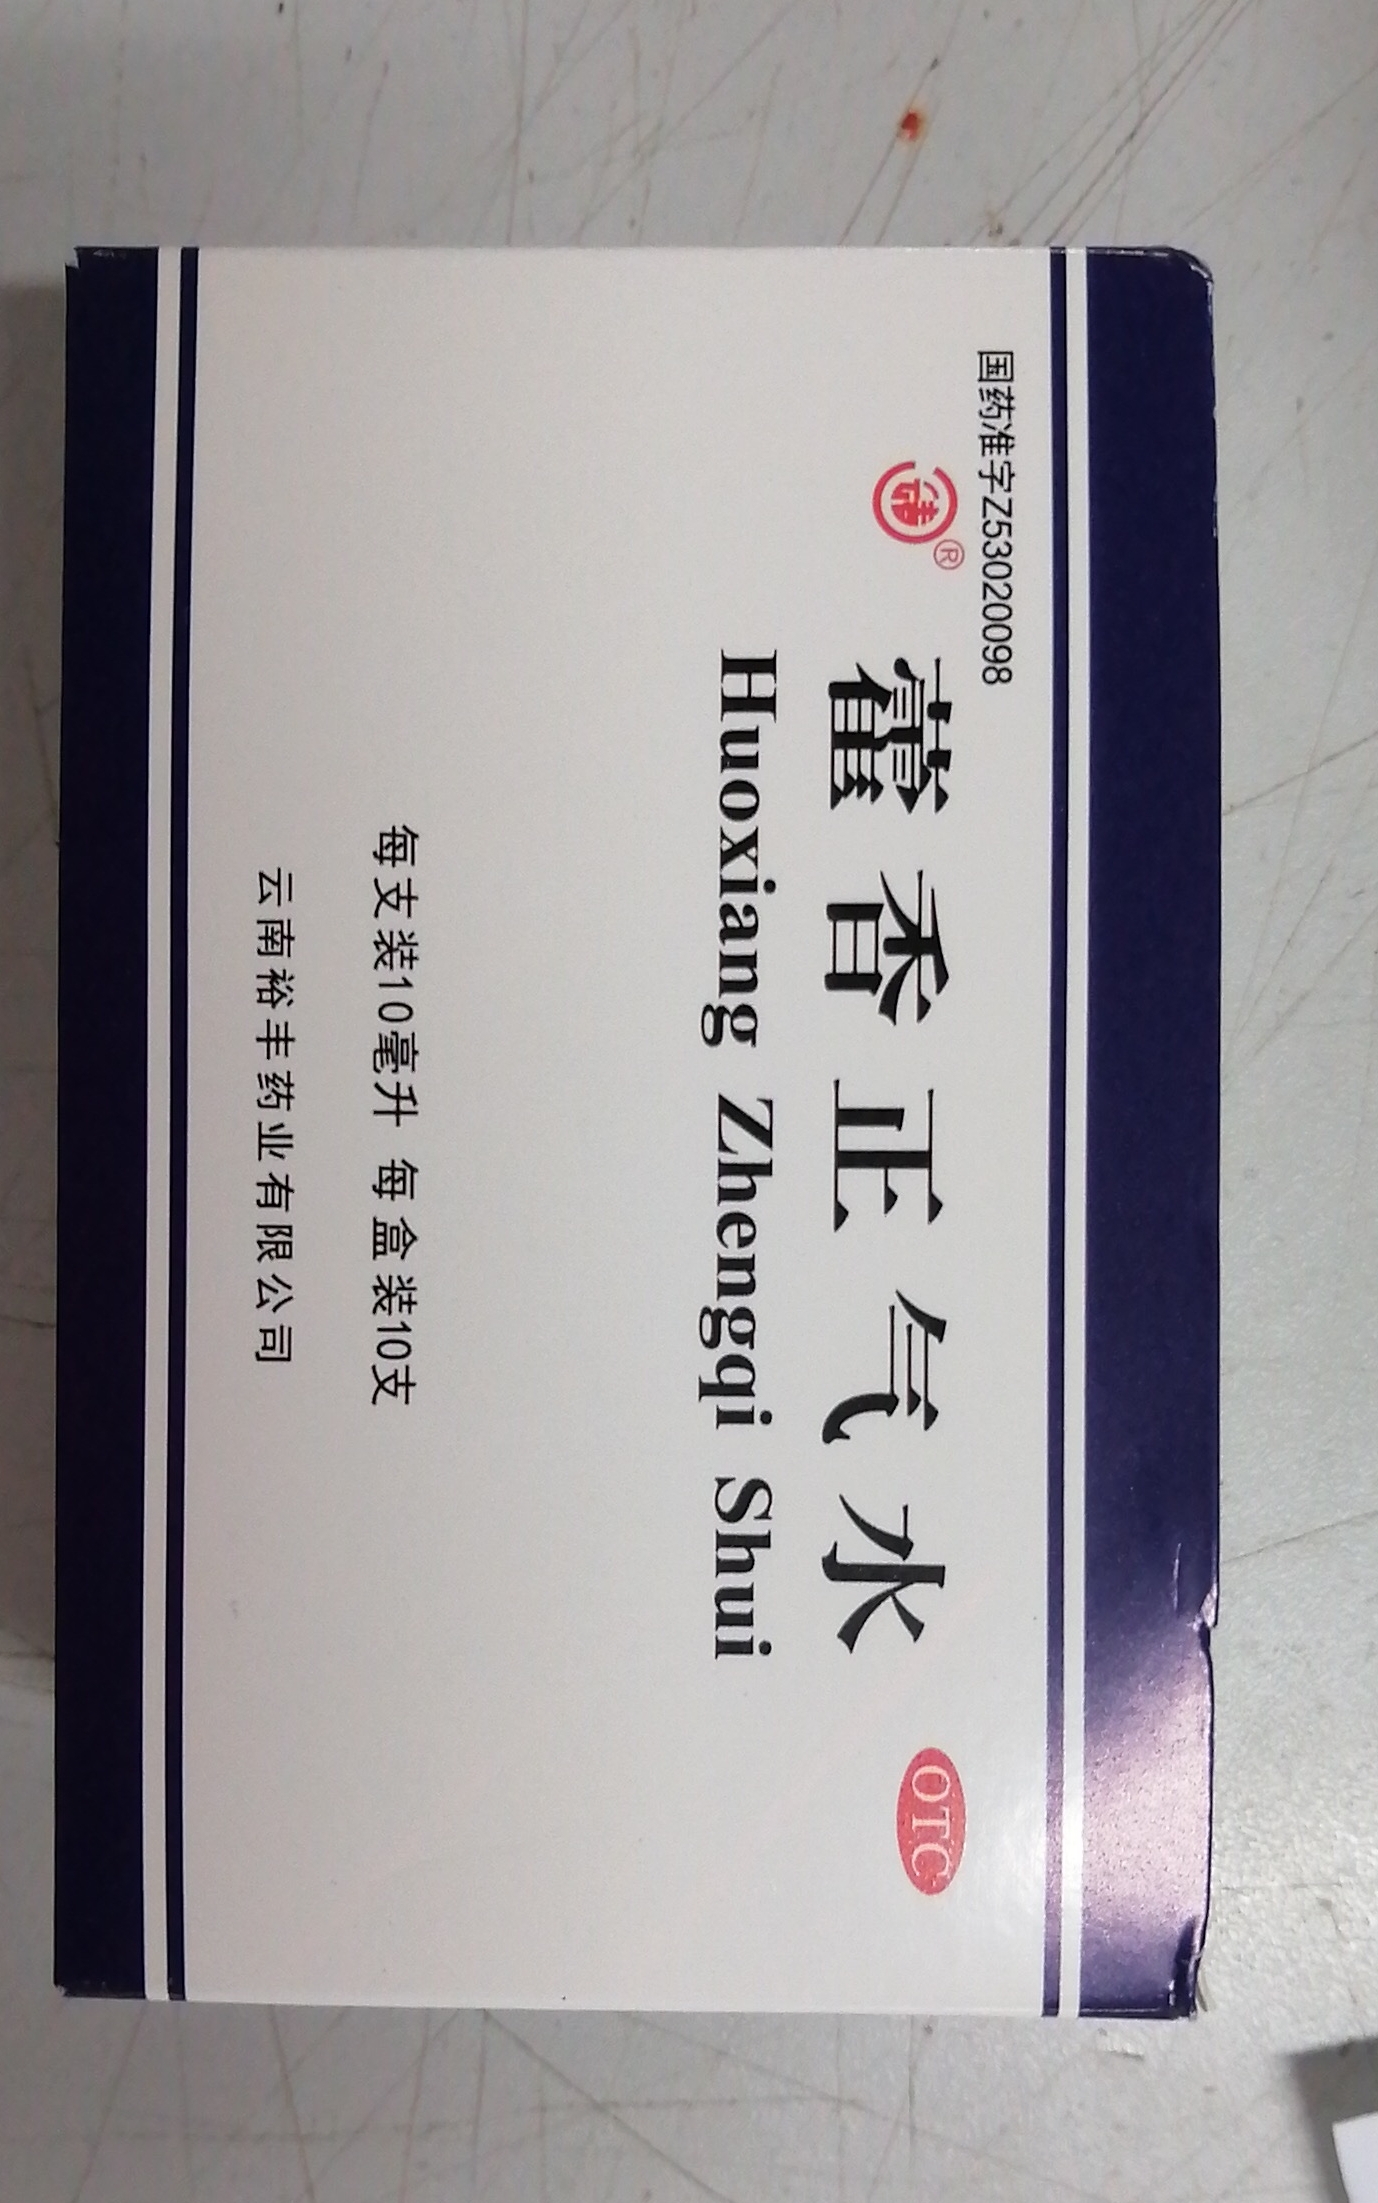 国药准字Z53020098
®
藿香正气水
OTC
Huoxiang Zhengqi Shui
每支装10毫升 每盒装10支
云南裕丰药业有限公司